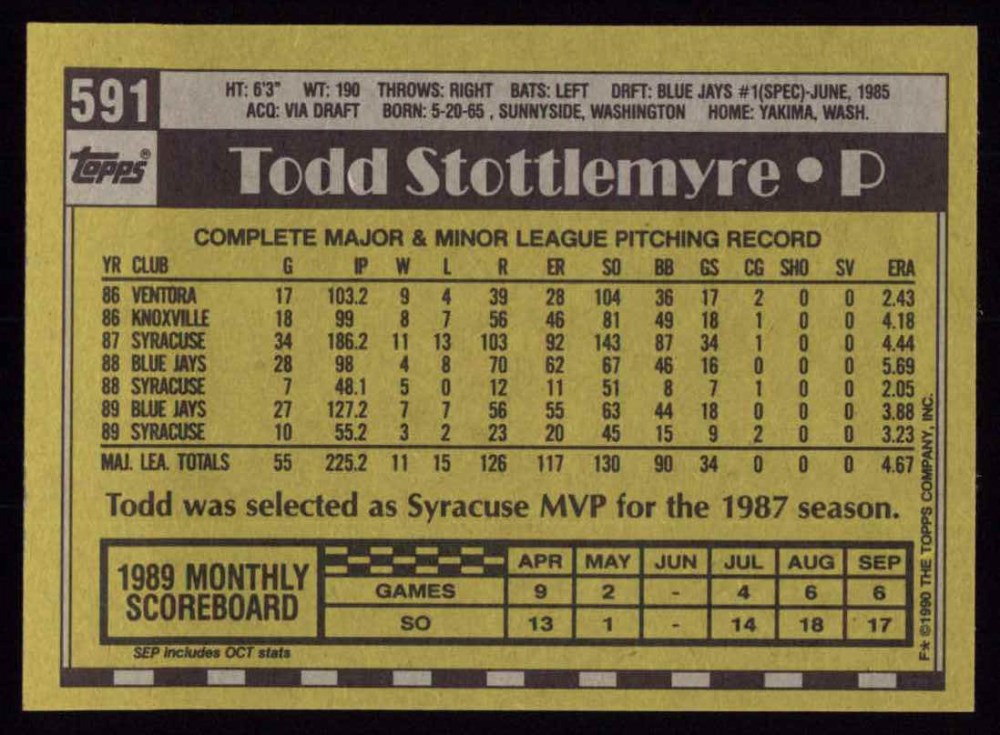 591
HT: 6'3" WT: 190 THROWS: RIGHT BATS: LEFT DRFT: BLUE JAYS #1(SPEC)-JUNE, 1985
ACQ: VIA DRAFT BORN: 5-20-65 , SUNNYSIDE, WASHINGTON HOME: YAKIMA, WASH.
Topps®
Todd Stottlemyre • P
COMPLETE MAJOR & MINOR LEAGUE PITCHING RECORD
YR CLUB G IP W L R ER SO BB GS CG SHO SV ERA
86 VENTURA 17 103.2 9 4 39 28 104 36 17 2 0 0 2.43
86 KNOXVILLE 18 99 8 7 56 46 81 49 18 1 0 0 4.18
87 SYRACUSE 34 186.2 11 13 103 92 143 87 34 1 0 0 4.44
88 BLUE JAYS 28 98 4 8 70 62 67 46 16 0 0 0 5.69
88 SYRACUSE 7 48.1 5 0 12 11 51 8 7 1 0 0 2.05
89 BLUE JAYS 27 127.2 7 7 56 55 63 44 18 0 0 0 3.88
89 SYRACUSE 10 55.2 3 2 23 20 45 15 9 2 0 0 3.23
MAJ. LEA. TOTALS 55 225.2 11 15 126 117 130 90 34 0 0 0 4.67
Todd was selected as Syracuse MVP for the 1987 season.
1989 MONTHLY
SCOREBOARD
APR MAY JUN JUL AUG SEP
GAMES 9 2 - 4 6 6
SO 13 1 - 14 18 17
SEP includes OCT stats
F* ©1990 THE TOPPS COMPANY, INC.